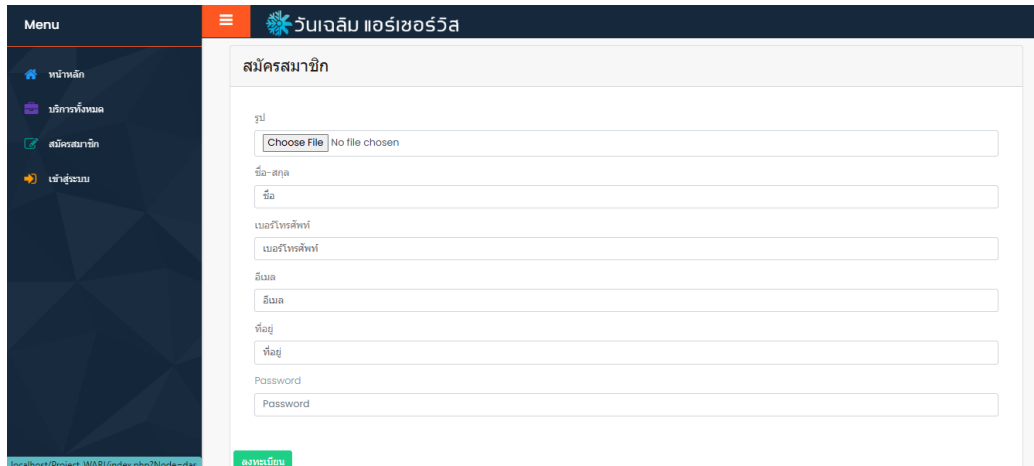 Menu
วันเฉลิม แอร์เซอร์วิส
หน้าหลัก
บริการทั้งหมด
สมัครสมาชิก
เข้าสู่ระบบ
สมัครสมาชิก
รูป
Choose File No file chosen
ชื่อ-สกุล
ชื่อ
เบอร์โทรศัพท์
เบอร์โทรศัพท์
อีเมล
อีเมล
ที่อยู่
ที่อยู่
Password
Password
ลงทะเบียน
localhost/Project_WARI/index.php?Node=das